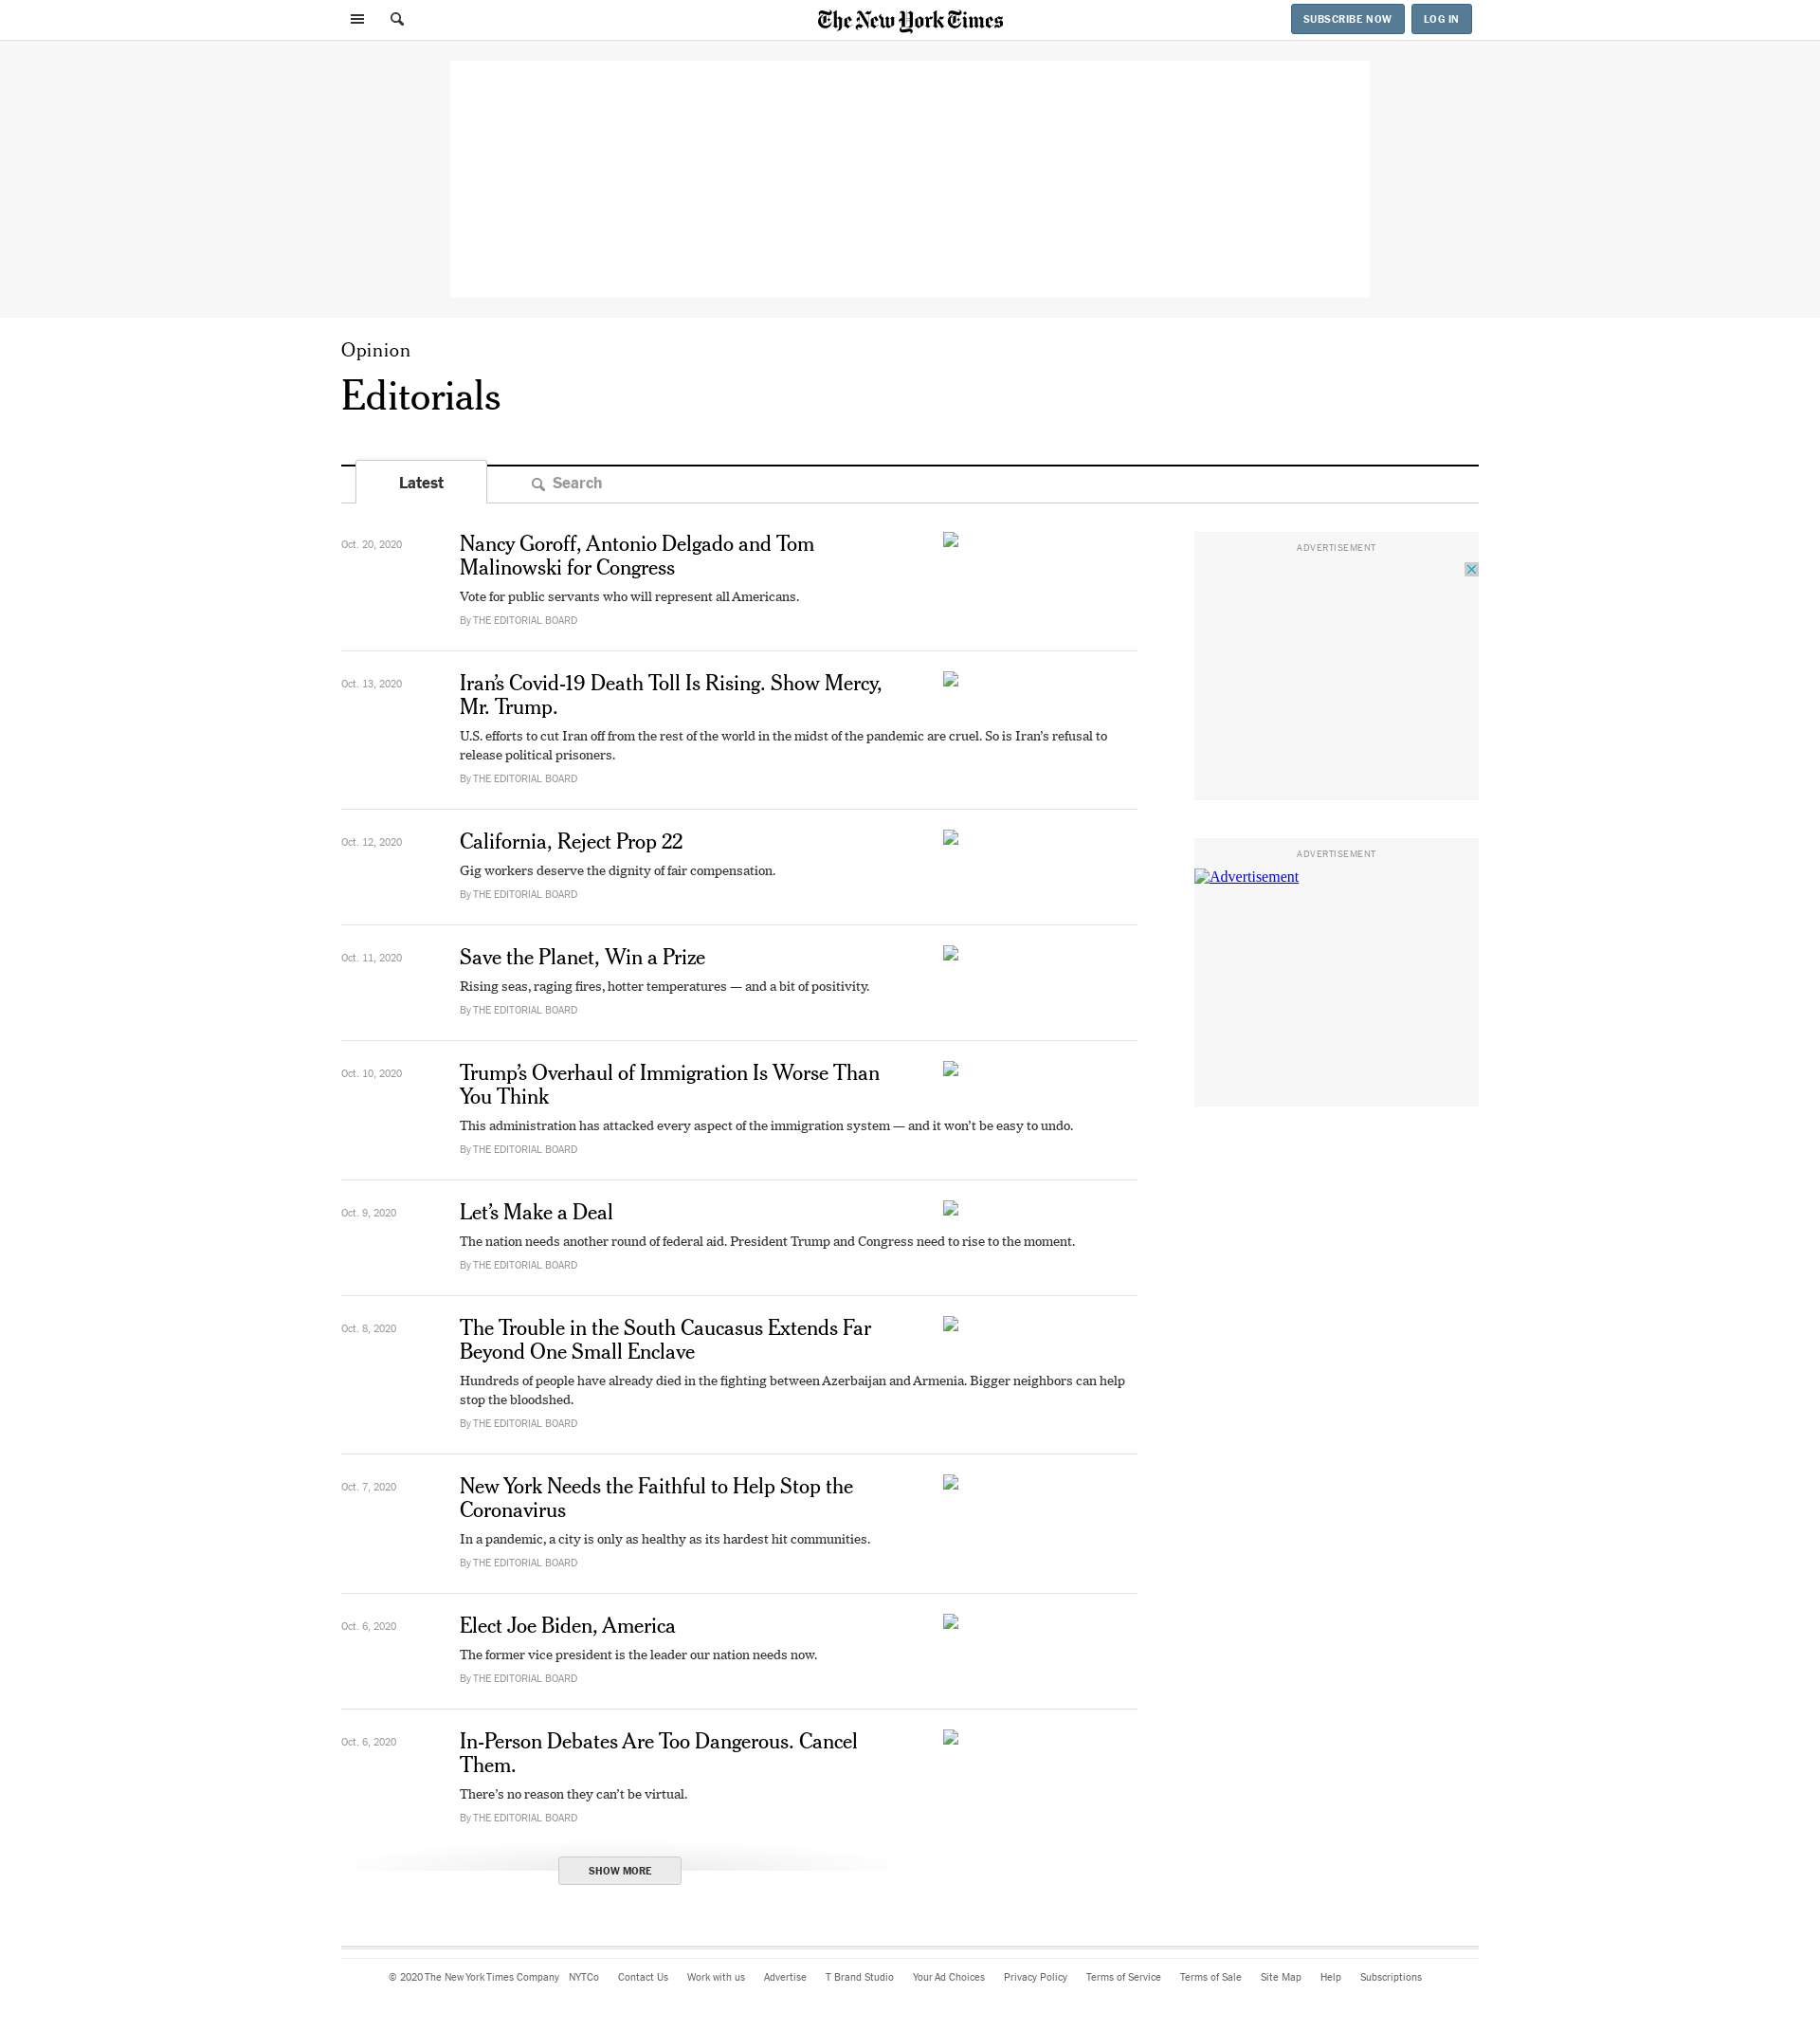 The New York Times
SUBSCRIBE NOW
LOG IN
Opinion
Editorials
Latest
Search
Oct. 20, 2020
Nancy Goroff, Antonio Delgado and Tom
Malinowski for Congress
Vote for public servants who will represent all Americans.
By THE EDITORIAL BOARD
Oct. 13, 2020
Iran’s Covid-19 Death Toll Is Rising. Show Mercy,
Mr. Trump.
U.S. efforts to cut Iran off from the rest of the world in the midst of the pandemic are cruel. So is Iran’s refusal to
release political prisoners.
By THE EDITORIAL BOARD
Oct. 12, 2020
California, Reject Prop 22
Gig workers deserve the dignity of fair compensation.
By THE EDITORIAL BOARD
Oct. 11, 2020
Save the Planet, Win a Prize
Rising seas, raging fires, hotter temperatures — and a bit of positivity.
By THE EDITORIAL BOARD
Oct. 10, 2020
Trump’s Overhaul of Immigration Is Worse Than
You Think
This administration has attacked every aspect of the immigration system — and it won’t be easy to undo.
By THE EDITORIAL BOARD
Oct. 9, 2020
Let’s Make a Deal
The nation needs another round of federal aid. President Trump and Congress need to rise to the moment.
By THE EDITORIAL BOARD
Oct. 8, 2020
The Trouble in the South Caucasus Extends Far
Beyond One Small Enclave
Hundreds of people have already died in the fighting between Azerbaijan and Armenia. Bigger neighbors can help
stop the bloodshed.
By THE EDITORIAL BOARD
Oct. 7, 2020
New York Needs the Faithful to Help Stop the
Coronavirus
In a pandemic, a city is only as healthy as its hardest hit communities.
By THE EDITORIAL BOARD
Oct. 6, 2020
Elect Joe Biden, America
The former vice president is the leader our nation needs now.
By THE EDITORIAL BOARD
Oct. 6, 2020
In-Person Debates Are Too Dangerous. Cancel
Them.
There’s no reason they can’t be virtual.
By THE EDITORIAL BOARD
SHOW MORE
ADVERTISEMENT
ADVERTISEMENT
Advertisement
© 2020 The New York Times Company NYTCo Contact Us Work with us Advertise T Brand Studio Your Ad Choices Privacy Policy Terms of Service Terms of Sale Site Map Help Subscriptions